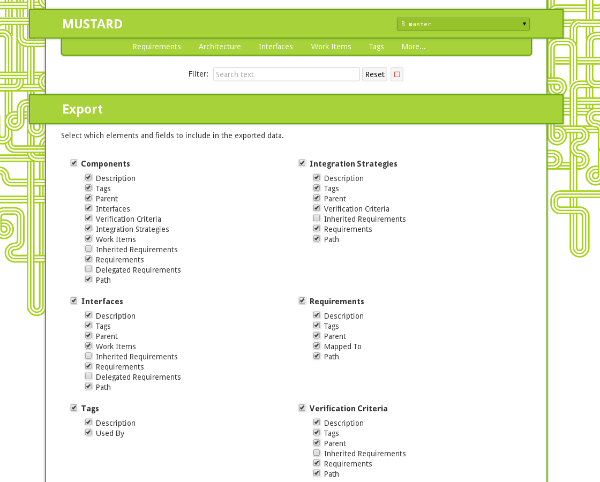 MUSTARD
§ master
Requirements Architecture Interfaces Work Items Tags More...
Filter: Search text Reset
Export
Select which elements and fields to include in the exported data.
Components
Description
Tags
Parent
Interfaces
Verification Criteria
Integration Strategies
Work Items
Inherited Requirements
Requirements
Delegated Requirements
Path
Integration Strategies
Description
Tags
Parent
Verification Criteria
Inherited Requirements
Requirements
Path
Interfaces
Description
Tags
Parent
Work Items
Inherited Requirements
Requirements
Delegated Requirements
Path
Requirements
Description
Tags
Parent
Mapped To
Path
Tags
Description
Used By
Verification Criteria
Description
Tags
Parent
Inherited Requirements
Requirements
Path